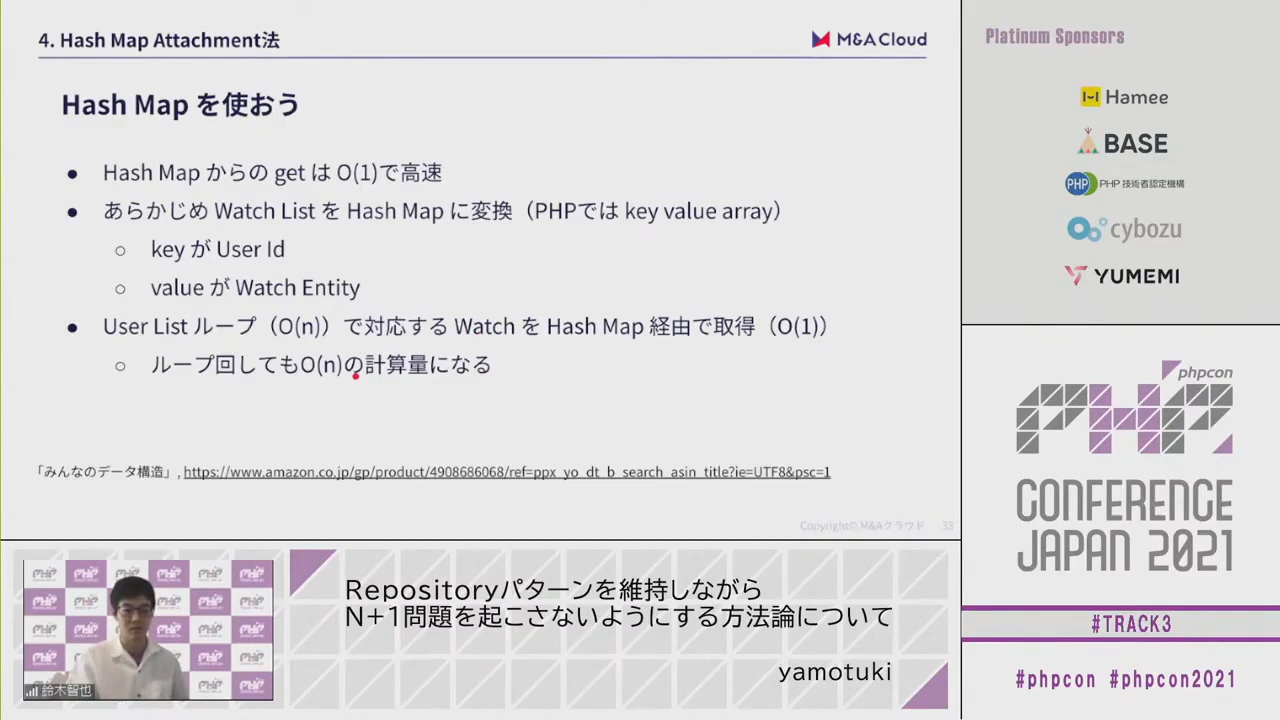 4. Hash Map Attachment法
M&A Cloud
Hash Map を使おう
● Hash Map からの get は O(1)で高速
● あらかじめ Watch List を Hash Map に変換（PHPでは key value array）
○ key が User Id
○ value が Watch Entity
● User List ループ（O(n)）で対応する Watch を Hash Map 経由で取得（O(1)）
○ ループ回してもO(n)の計算量になる
「みんなのデータ構造」, https://www.amazon.co.jp/gp/product/4908686068/ref=ppx_yo_dt_b_search_asin_title?ie=UTF8&psc=1
Copyright© M&Aクラウド 33
Platinum Sponsors
Hamee
BASE
PHP PHP 技術者認定機構
cybozu
YUMEMI
phpcon
PHP
CONFERENCE
JAPAN 2021
#TRACK3
#phpcon #phpcon2021
Repositoryパターンを維持しながら
N+1問題を起こさないようにする方法論について
yamotuki
鈴木智也